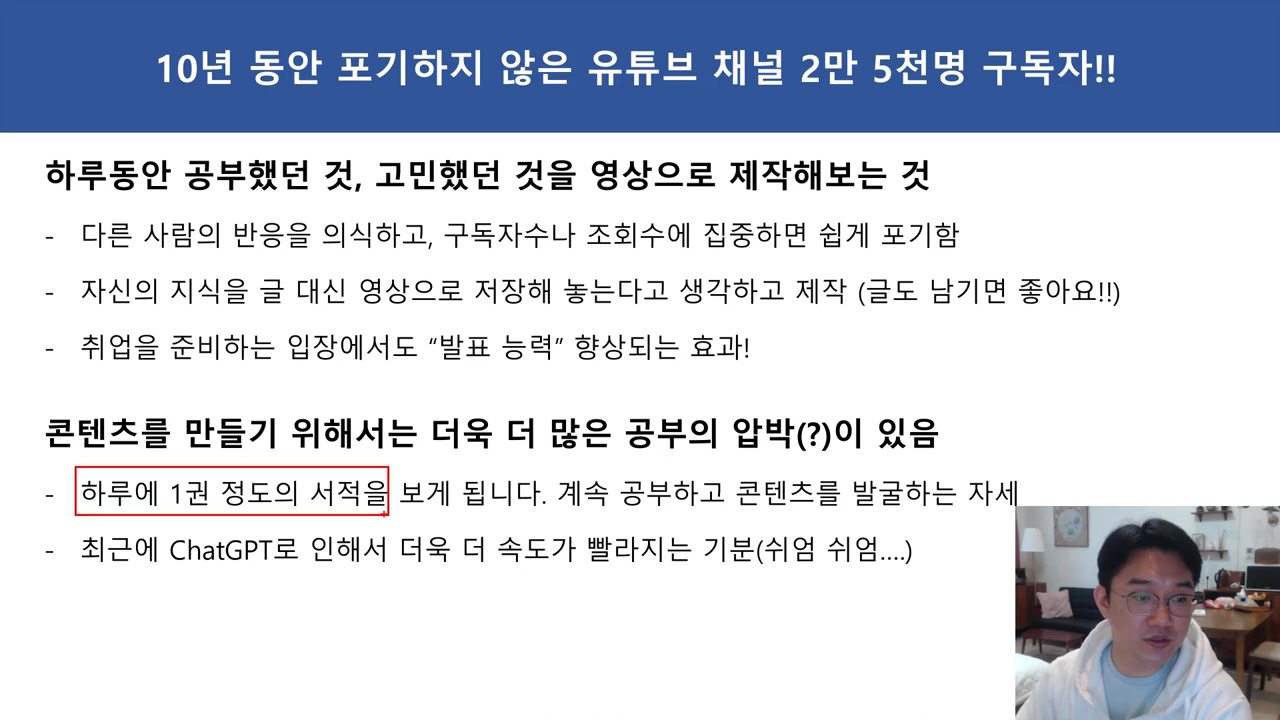 10년 동안 포기하지 않은 유튜브 채널 2만 5천명 구독자!!
하루동안 공부했던 것, 고민했던 것을 영상으로 제작해보는 것
- 다른 사람의 반응을 의식하고, 구독자수나 조회수에 집중하면 쉽게 포기함
- 자신의 지식을 글 대신 영상으로 저장해 놓는다고 생각하고 제작 (글도 남기면 좋아요!!)
- 취업을 준비하는 입장에서도 “발표 능력” 향상되는 효과!
콘텐츠를 만들기 위해서는 더욱 더 많은 공부의 압박(?)이 있음
- 하루에 1권 정도의 서적을 보게 됩니다. 계속 공부하고 콘텐츠를 발굴하는 자세
- 최근에 ChatGPT로 인해서 더욱 더 속도가 빨라지는 기분(쉬엄 쉬엄....)